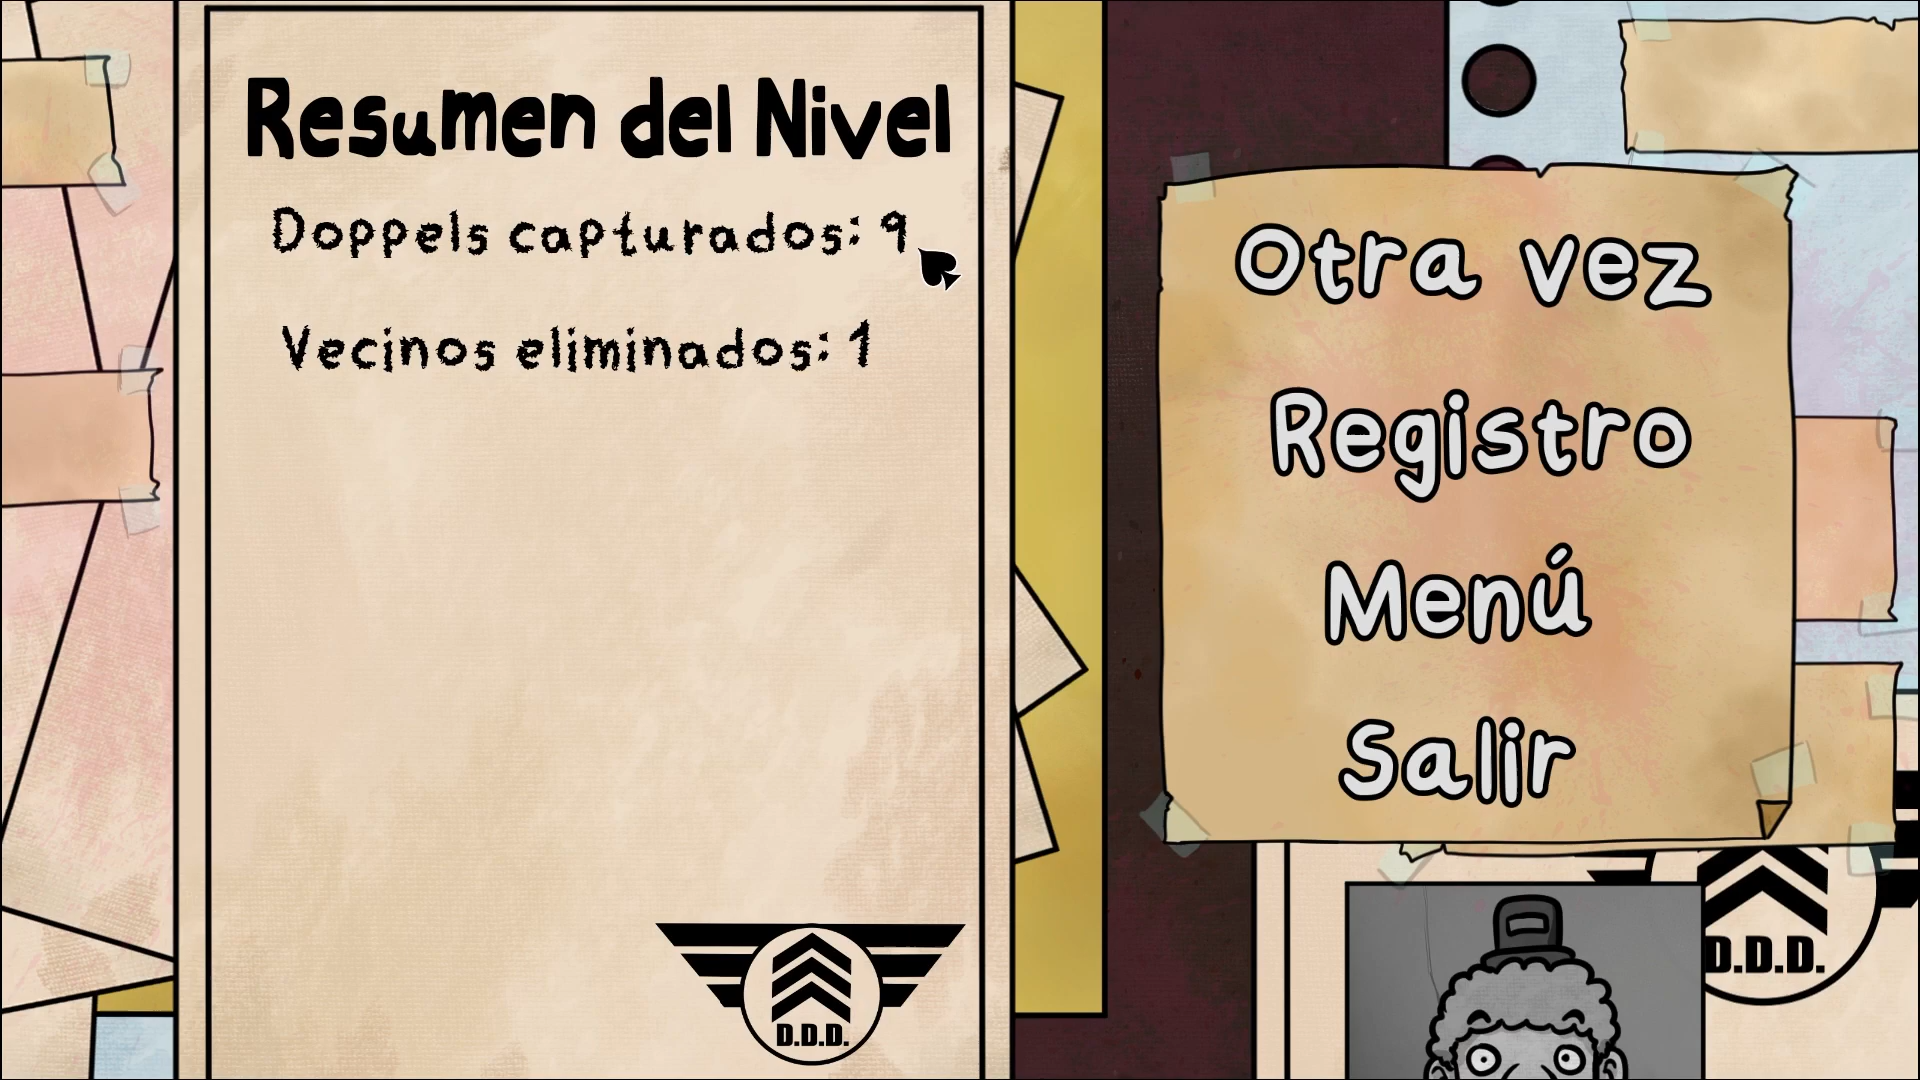 Resumen del Nivel
Doppels capturados: 9
Vecinos eliminados: 1
D.D.D.
Otra vez
Registro
Menú
Salir
D.D.D.